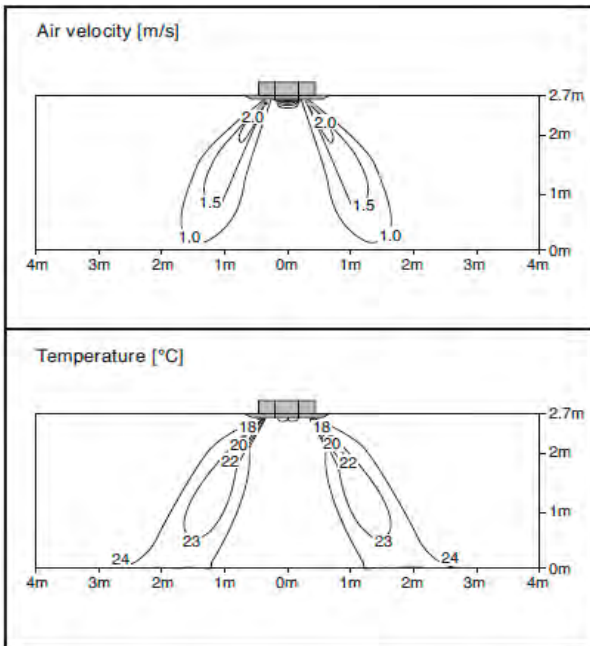 Air velocity [m/s]
2.7m
2.0 2.0
2m
1.5 1.5
1m
1.0 1.0
0m
4m 3m 2m 1m 0m 1m 2m 3m 4m
Temperature [°C]
2.7m
18 18
20 20
2m
22 22
1m
23 23
24 24
0m
4m 3m 2m 1m 0m 1m 2m 3m 4m